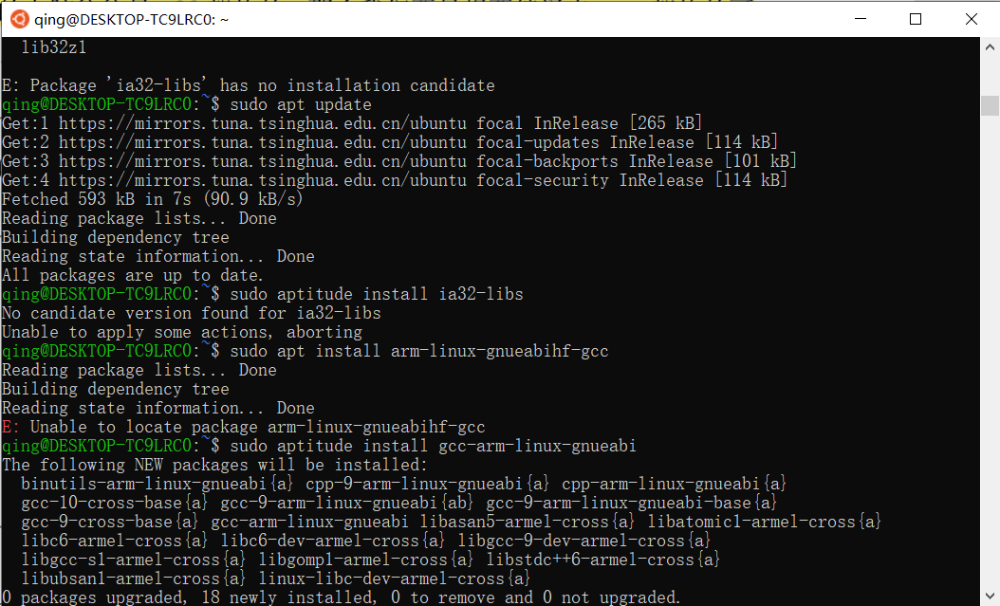 qing@DESKTOP-TC9LRC0: ~
lib32z1
E: Package 'ia32-libs' has no installation candidate
qing@DESKTOP-TC9LRC0:~$ sudo apt update
Get:1 https://mirrors.tuna.tsinghua.edu.cn/ubuntu focal InRelease [265 kB]
Get:2 https://mirrors.tuna.tsinghua.edu.cn/ubuntu focal-updates InRelease [114 kB]
Get:3 https://mirrors.tuna.tsinghua.edu.cn/ubuntu focal-backports InRelease [101 kB]
Get:4 https://mirrors.tuna.tsinghua.edu.cn/ubuntu focal-security InRelease [114 kB]
Fetched 593 kB in 7s (90.9 kB/s)
Reading package lists... Done
Building dependency tree
Reading state information... Done
All packages are up to date.
qing@DESKTOP-TC9LRC0:~$ sudo aptitude install ia32-libs
No candidate version found for ia32-libs
Unable to apply some actions, aborting
qing@DESKTOP-TC9LRC0:~$ sudo apt install arm-linux-gnueabihf-gcc
Reading package lists... Done
Building dependency tree
Reading state information... Done
E: Unable to locate package arm-linux-gnueabihf-gcc
qing@DESKTOP-TC9LRC0:~$ sudo aptitude install gcc-arm-linux-gnueabi
The following NEW packages will be installed:
binutils-arm-linux-gnueabi{a} cpp-9-arm-linux-gnueabi{a} cpp-arm-linux-gnueabi{a}
gcc-10-cross-base{a} gcc-9-arm-linux-gnueabi{ab} gcc-9-arm-linux-gnueabi-base{a}
gcc-9-cross-base{a} gcc-arm-linux-gnueabi libasan5-armel-cross{a} libatomic1-armel-cross{a}
libc6-armel-cross{a} libc6-dev-armel-cross{a} libgcc-9-dev-armel-cross{a}
libgcc-s1-armel-cross{a} libgomp1-armel-cross{a} libstdc++6-armel-cross{a}
libubsan1-armel-cross{a} linux-libc-dev-armel-cross{a}
0 packages upgraded, 18 newly installed, 0 to remove and 0 not upgraded.